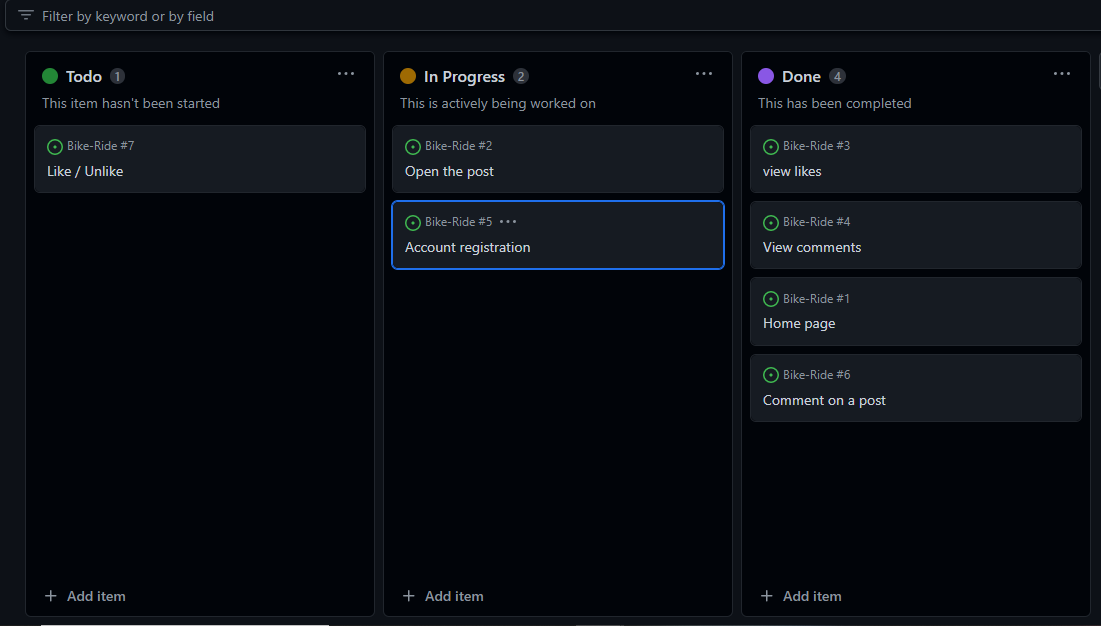 Filter by keyword or by field
Todo 1
This item hasn't been started
Bike-Ride #7
Like / Unlike
Add item
In Progress 2
This is actively being worked on
Bike-Ride #2
Open the post
Bike-Ride #5
Account registration
Add item
Done 4
This has been completed
Bike-Ride #3
view likes
Bike-Ride #4
View comments
Bike-Ride #1
Home page
Bike-Ride #6
Comment on a post
Add item